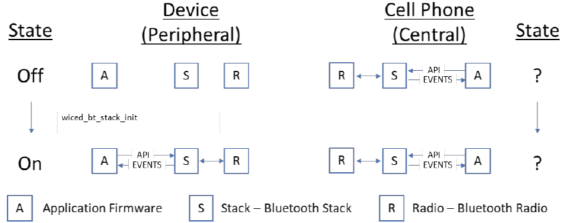 State
Device
(Peripheral)
Cell Phone
(Central)
State
Off
A
S
R
R
S
API
EVENTS
A
?
wiced_bt_stack_init
On
A
API
EVENTS
S
R
R
S
API
EVENTS
A
?
A Application Firmware
S Stack – Bluetooth Stack
R Radio – Bluetooth Radio